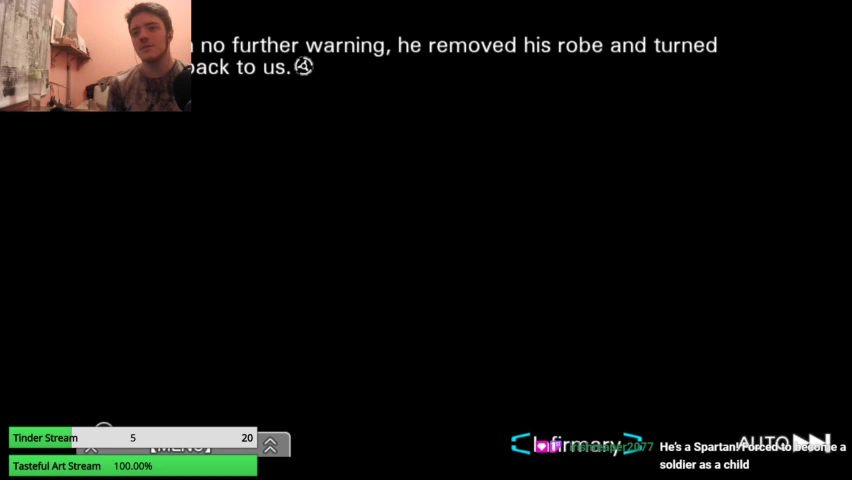 no further warning, he removed his robe and turned
back to us.
Tinder Stream 5 20
Tasteful Art Stream 100.00%
Infirmary
AUTO
He's a Spartan! Forced to become a
soldier as a child